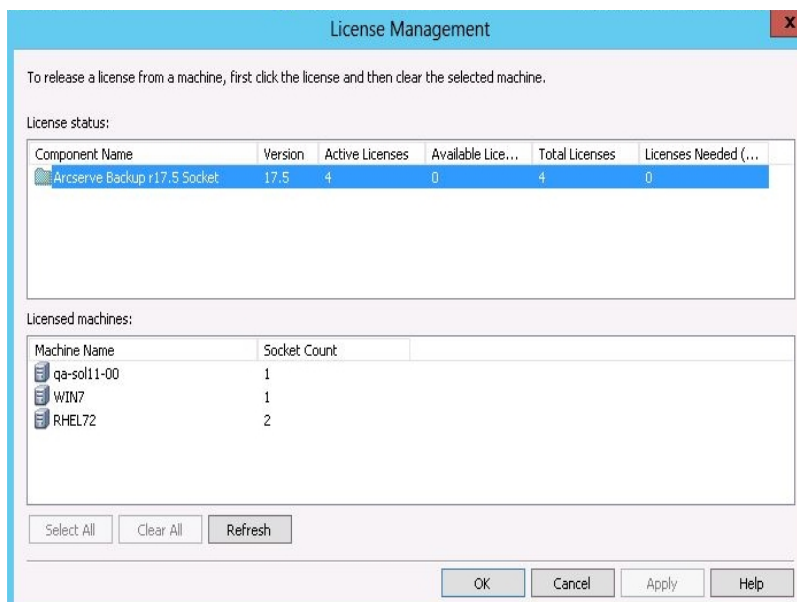 License Management
x
To release a license from a machine, first click the license and then clear the selected machine.
License status:
Component Name Version Active Licenses Available Lice... Total Licenses Licenses Needed (...
Arcserve Backup r17.5 Socket 17.5 4 0 4 0
Licensed machines:
Machine Name Socket Count
qa-sol11-00 1
WIN7 1
RHEL72 2
Select All Clear All Refresh
OK Cancel Apply Help